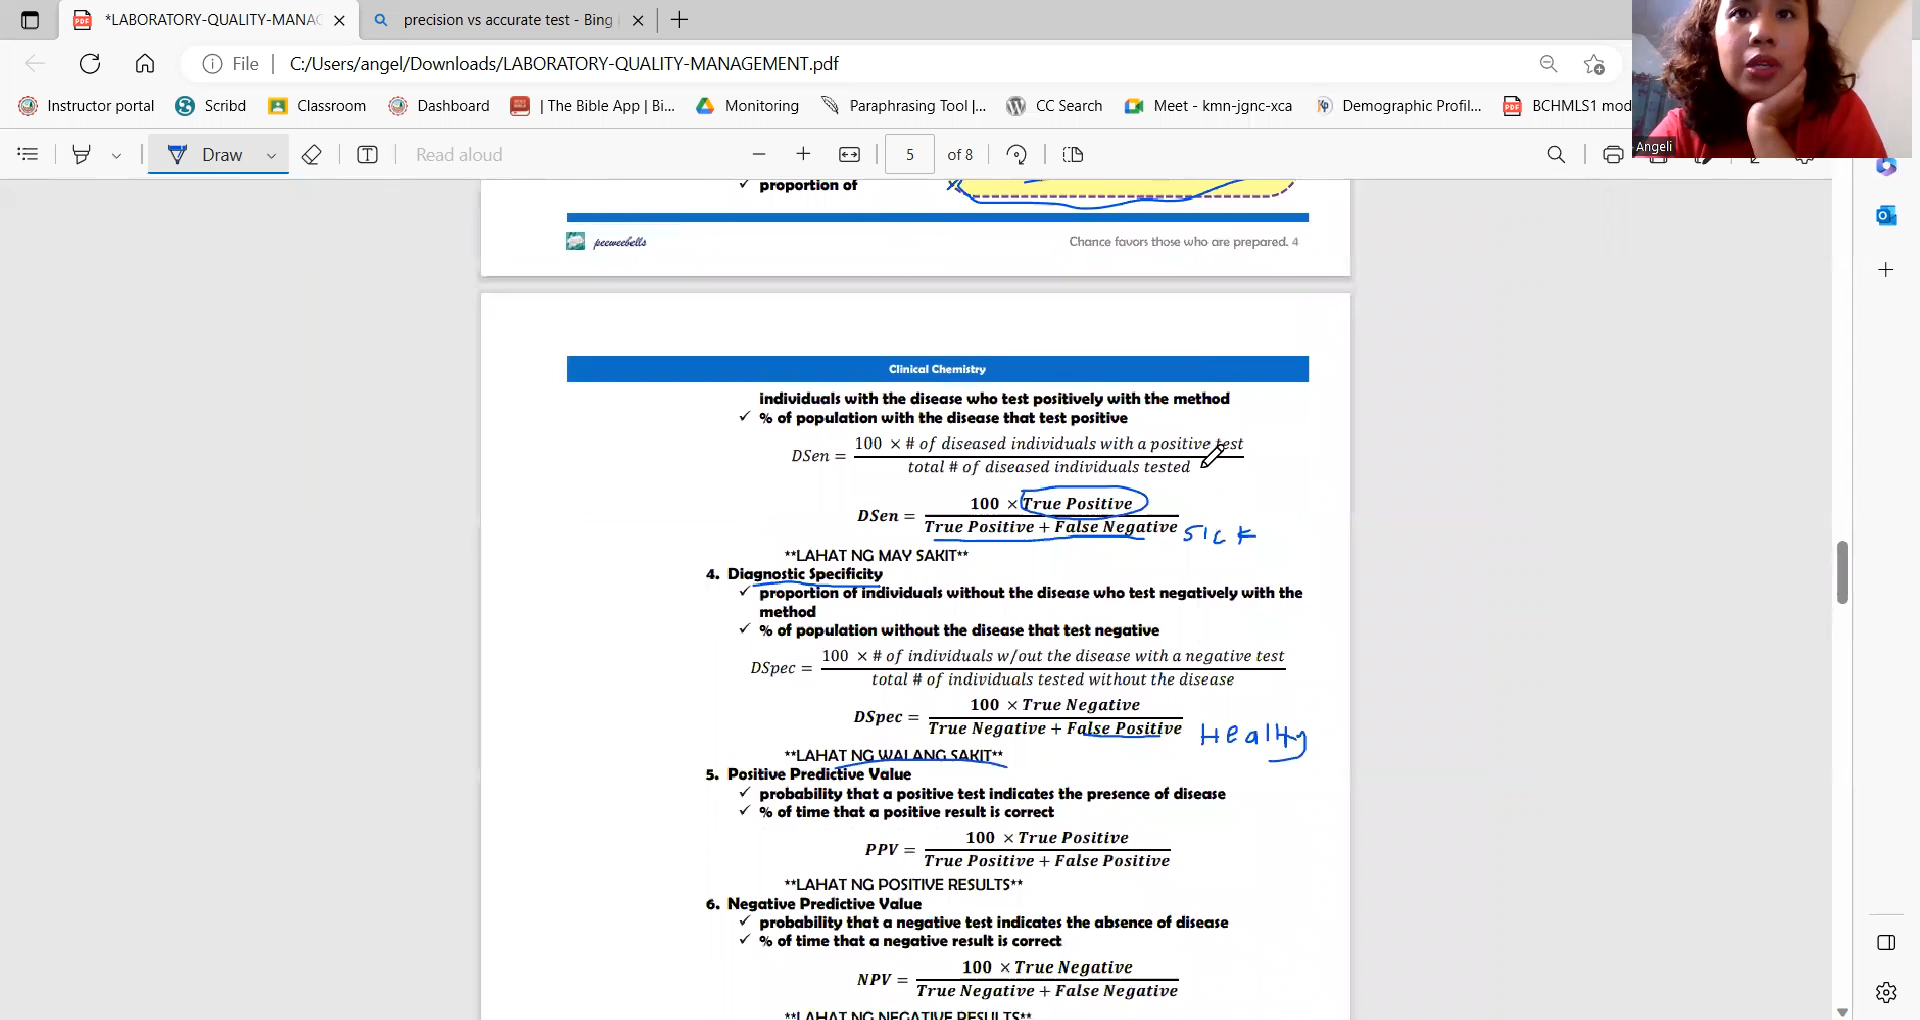 *LABORATORY-QUALITY-MANA
precision vs accurate test - Bing
File
C:/Users/angel/Downloads/LABORATORY-QUALITY-MANAGEMENT.pdf
Instructor portal
Scribd
Classroom
Dashboard
| The Bible App | Bi...
Monitoring
Paraphrasing Tool |...
CC Search
Meet - kmn-jgnc-xca
Demographic Profil...
BCHMLS1 mod
Angeli
Draw
Read aloud
5 of 8
✓ proportion of
peeweebells
Chance favors those who are prepared. 4
Clinical Chemistry
individuals with the disease who test positively with the method
✓ % of population with the disease that test positive
100 × # of diseased individuals with a positive test
DSen =
total # of diseased individuals tested
100 × True Positive
DSen =
True Positive + False Negative
SICK
**LAHAT NG MAY SAKIT**
4. Diagnostic Specificity
✓ proportion of individuals without the disease who test negatively with the
method
✓ % of population without the disease that test negative
100 × # of individuals w/out the disease with a negative test
DSpec =
total # of individuals tested without the disease
100 × True Negative
DSpec =
True Negative + False Positive
Healthy
**LAHAT NG WALANG SAKIT**
5. Positive Predictive Value
✓ probability that a positive test indicates the presence of disease
✓ % of time that a positive result is correct
100 × True Positive
PPV =
True Positive + False Positive
**LAHAT NG POSITIVE RESULTS**
6. Negative Predictive Value
✓ probability that a negative test indicates the absence of disease
✓ % of time that a negative result is correct
100 × True Negative
NPV =
True Negative + False Negative
**LAHAT NG NEGATIVE RESULTS**